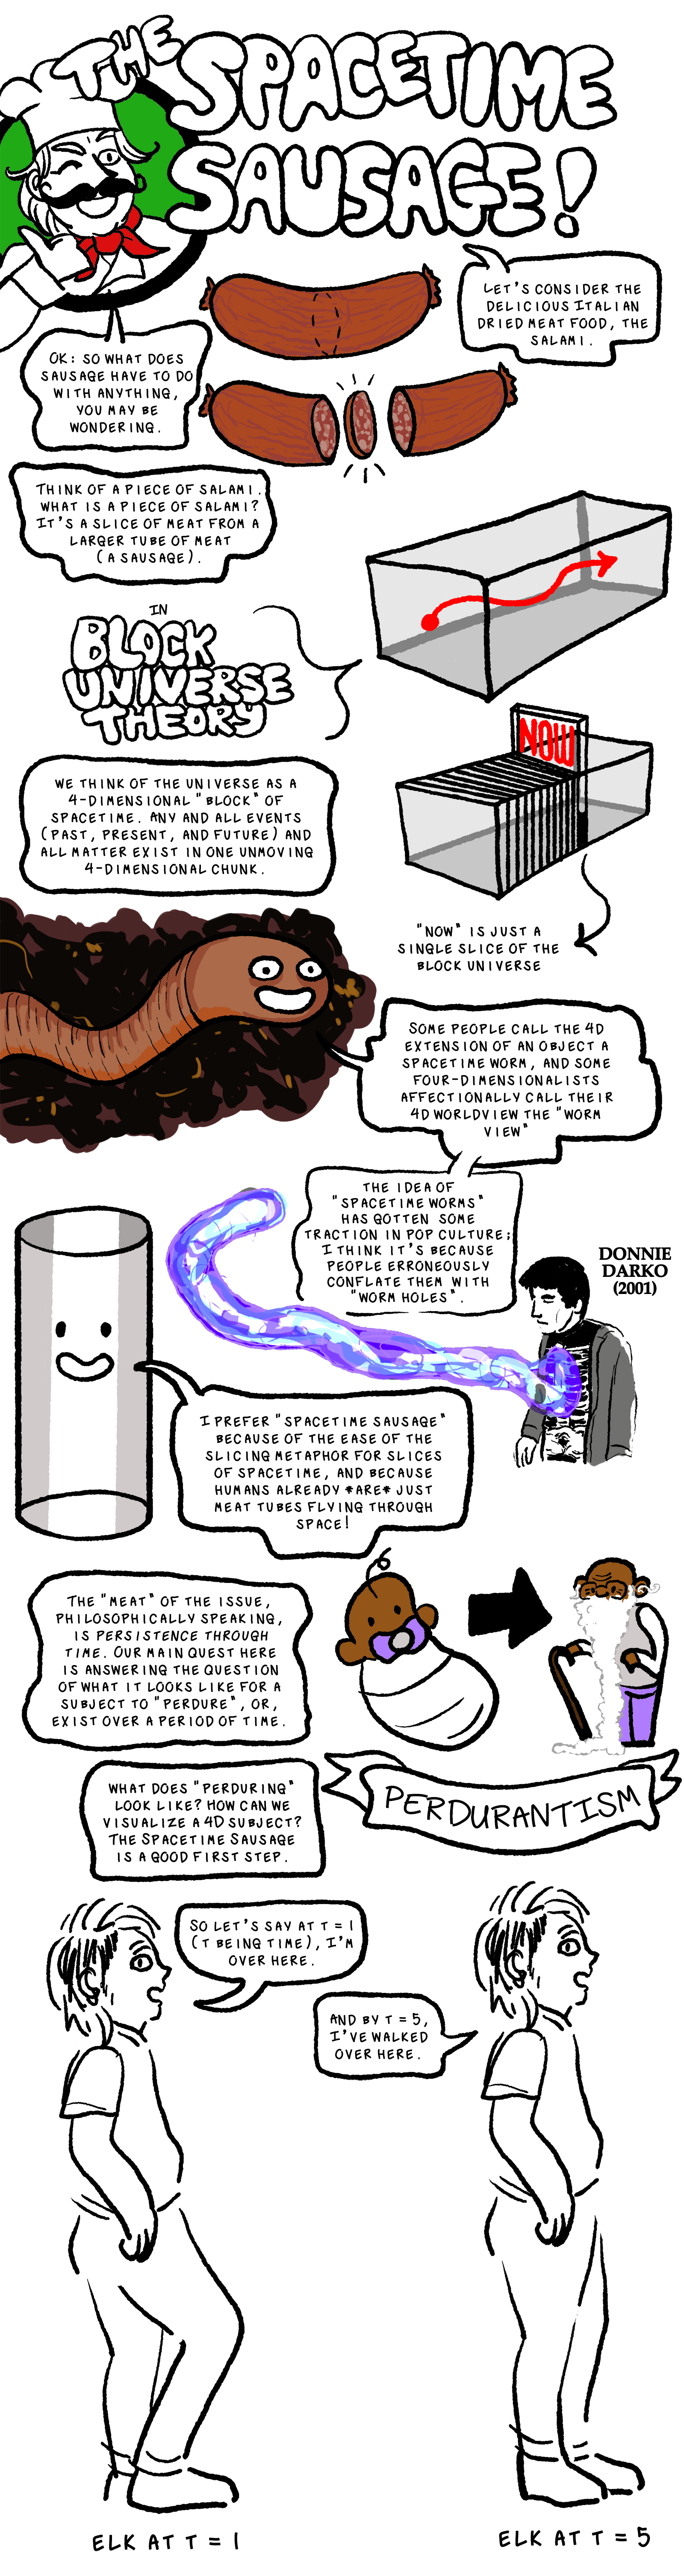 THE
SPACETIME
SAUSAGE!
LET'S CONSIDER THE
DELICIOUS ITALIAN
DRIED MEAT FOOD, THE
SALAMI.
OK: SO WHAT DOES
SAUSAGE HAVE TO DO
WITH ANYTHING,
YOU MAY BE
WONDERING.
THINK OF A PIECE OF SALAMI.
WHAT IS A PIECE OF SALAMI?
IT'S A SLICE OF MEAT FROM A
LARGER TUBE OF MEAT
(A SAUSAGE).
IN
BLOCK
UNIVERSE
THEORY
NOW
WE THINK OF THE UNIVERSE AS A
4-DIMENSIONAL "BLOCK" OF
SPACETIME. ANY AND ALL EVENTS
(PAST, PRESENT, AND FUTURE) AND
ALL MATTER EXIST IN ONE UNMOVING
4-DIMENSIONAL CHUNK.
"NOW" IS JUST A
SINGLE SLICE OF THE
BLOCK UNIVERSE
SOME PEOPLE CALL THE 4D
EXTENSION OF AN OBJECT A
SPACETIME WORM, AND SOME
FOUR-DIMENSIONALISTS
AFFECTIONALLY CALL THEIR
4D WORLDVIEW THE "WORM
VIEW"
THE IDEA OF
"SPACETIME WORMS"
HAS GOTTEN SOME
TRACTION IN POP CULTURE;
I THINK IT'S BECAUSE
PEOPLE ERRONEOUSLY
CONFLATE THEM WITH
"WORM HOLES".
DONNIE
DARKO
(2001)
I PREFER "SPACETIME SAUSAGE"
BECAUSE OF THE EASE OF THE
SLICING METAPHOR FOR SLICES
OF SPACETIME, AND BECAUSE
HUMANS ALREADY *ARE* JUST
MEAT TUBES FLYING THROUGH
SPACE!
THE "MEAT" OF THE ISSUE,
PHILOSOPHICALLY SPEAKING,
IS PERSISTENCE THROUGH
TIME. OUR MAIN QUEST HERE
IS ANSWERING THE QUESTION
OF WHAT IT LOOKS LIKE FOR A
SUBJECT TO "PERDURE", OR,
EXIST OVER A PERIOD OF TIME.
PERDURANTISM
WHAT DOES "PERDURING"
LOOK LIKE? HOW CAN WE
VISUALIZE A 4D SUBJECT?
THE SPACETIME SAUSAGE
IS A GOOD FIRST STEP.
SO LET'S SAY AT T = 1
(T BEING TIME), I'M
OVER HERE.
AND BY T = 5,
I'VE WALKED
OVER HERE.
ELK AT T = 1
ELK AT T = 5